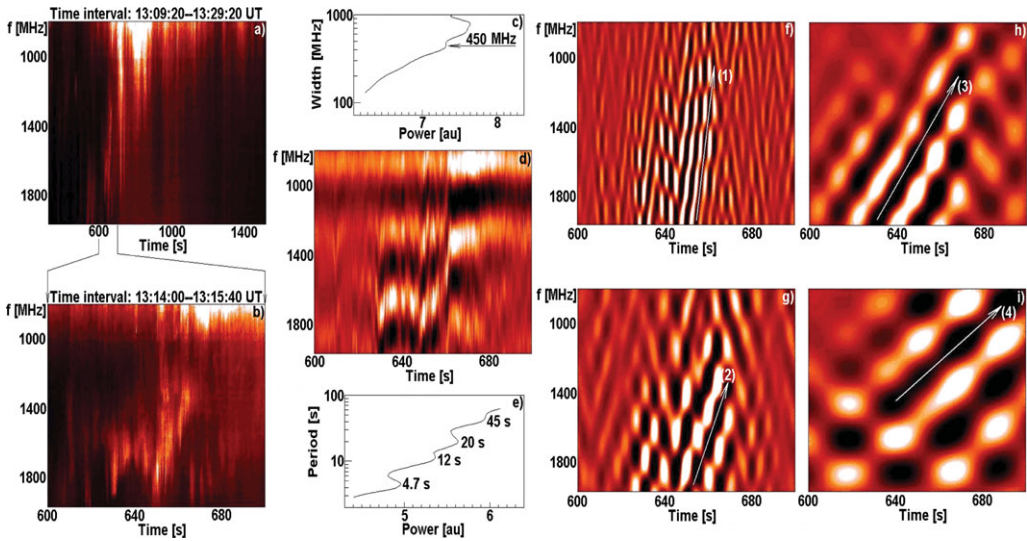 Time interval: 13:09:20–13:29:20 UT
f [MHz]
a)
1000
1400
1800
600
1000
1400
Time [s]
Time interval: 13:14:00–13:15:40 UT
f [MHz]
b)
1000
1400
1800
600
640
680
Time [s]
c)
Width [MHz]
1000
100
450 MHz
7
8
Power [au]
f [MHz]
d)
1000
1400
1800
600
640
680
Time [s]
e)
Period [s]
100
10
45 s
20 s
12 s
4.7 s
5
6
Power [au]
f [MHz]
f)
(1)
1000
1400
1800
600
640
680
Time [s]
f [MHz]
g)
(2)
1000
1400
1800
600
640
680
Time [s]
h)
(3)
600
640
680
Time [s]
i)
(4)
600
640
680
Time [s]